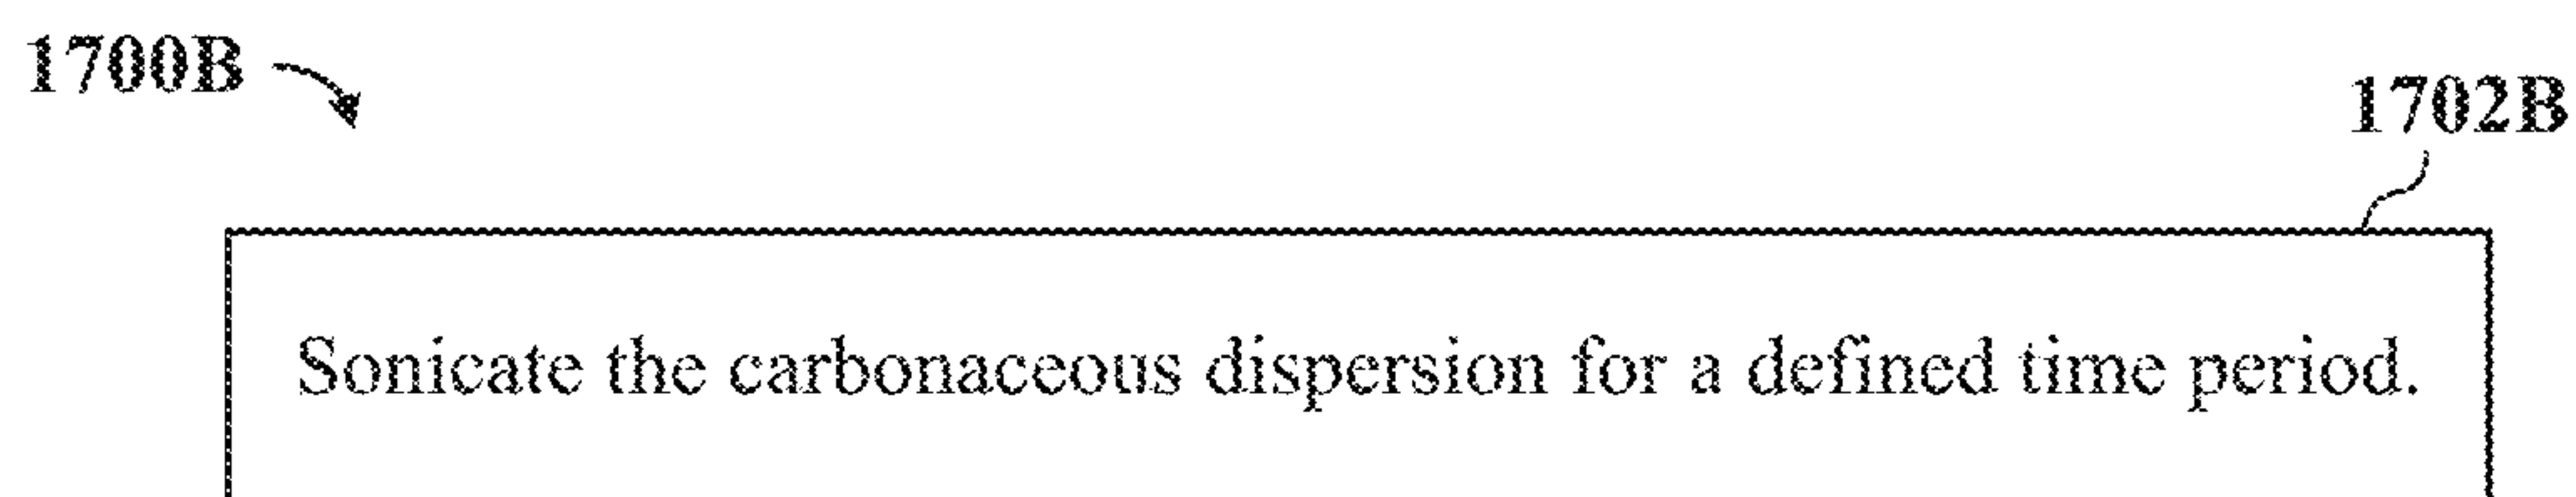 1700B
1702B
Sonicate the carbonaceous dispersion for a defined time period.